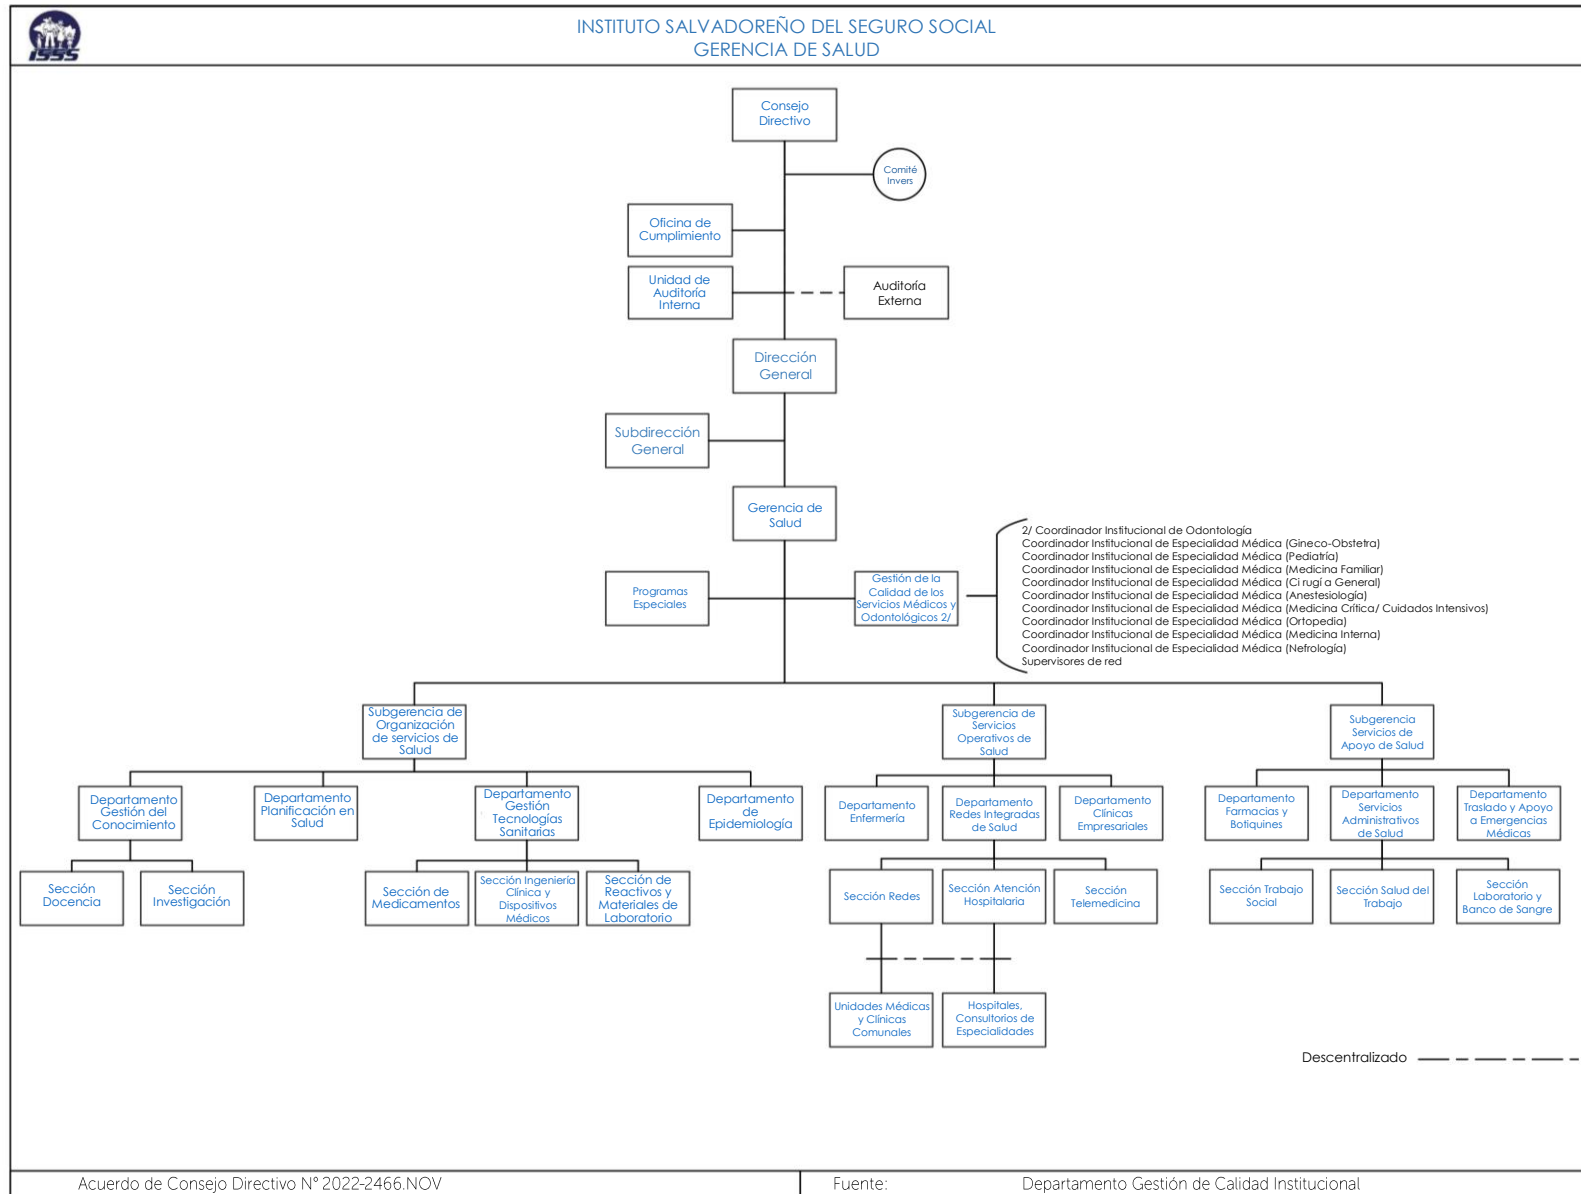 ISSS
INSTITUTO SALVADOREÑO DEL SEGURO SOCIAL
GERENCIA DE SALUD
Consejo
Directivo
Comité
Invers
Oficina de
Cumplimiento
Unidad de
Auditoría
Interna
Auditoría
Externa
Dirección
General
Subdirección
General
Gerencia de
Salud
Programas
Especiales
Gestión de la
Calidad de los
Servicios Médicos y
Odontológicos 2/
2/ Coordinador Institucional de Odontología
Coordinador Institucional de Especialidad Médica (Gineco-Obstetra)
Coordinador Institucional de Especialidad Médica (Pediatría)
Coordinador Institucional de Especialidad Médica (Medicina Familiar)
Coordinador Institucional de Especialidad Médica (Ci rugí a General)
Coordinador Institucional de Especialidad Médica (Anestesiología)
Coordinador Institucional de Especialidad Médica (Medicina Crítica/ Cuidados Intensivos)
Coordinador Institucional de Especialidad Médica (Ortopedia)
Coordinador Institucional de Especialidad Médica (Medicina Interna)
Coordinador Institucional de Especialidad Médica (Nefrología)
Supervisores de red
Subgerencia de
Organización
de servicios de
Salud
Subgerencia de
Servicios
Operativos de
Salud
Subgerencia
Servicios de
Apoyo de Salud
Departamento
Gestión del
Conocimiento
Departamento
Planificación en
Salud
Departamento
Gestión
Tecnologías
Sanitarias
Departamento
de
Epidemiología
Departamento
Enfermería
Departamento
Redes Integradas
de Salud
Departamento
Clínicas
Empresariales
Departamento
Farmacias y
Botiquines
Departamento
Servicios
Administrativos
de Salud
Departamento
Traslado y Apoyo
a Emergencias
Médicas
Sección
Docencia
Sección
Investigación
Sección de
Medicamentos
Sección Ingeniería
Clínica y
Dispositivos
Médicos
Sección de
Reactivos y
Materiales de
Laboratorio
Sección Redes
Sección Atención
Hospitalaria
Sección
Telemedicina
Sección Trabajo
Social
Sección Salud del
Trabajo
Sección
Laboratorio y
Banco de Sangre
Unidades Médicas
y Clínicas
Comunales
Hospitales,
Consultorios de
Especialidades
Descentralizado
Acuerdo de Consejo Directivo N° 2022-2466.NOV
Fuente: Departamento Gestión de Calidad Institucional